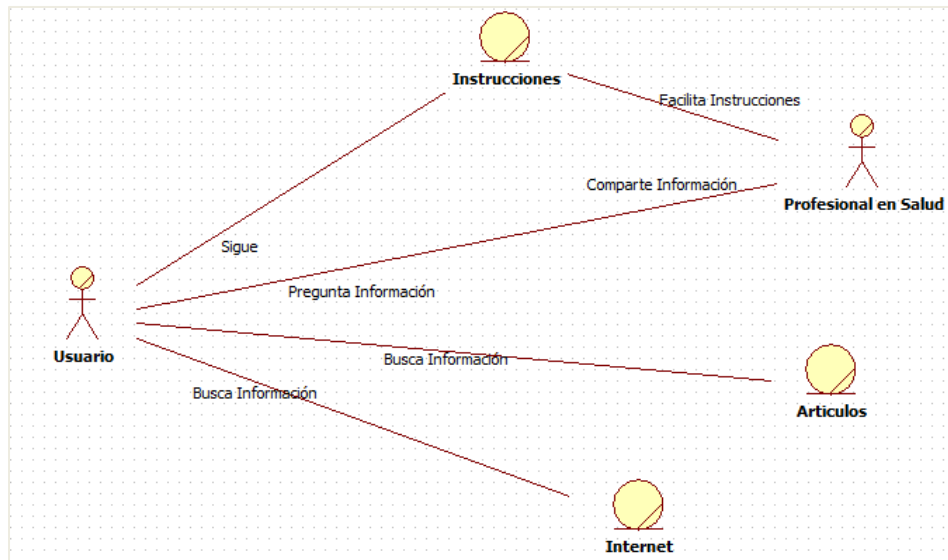 Instrucciones
Facilita Instrucciones
Comparte Información
Profesional en Salud
Sigue
Pregunta Información
Usuario
Busca Información
Busca Información
Articulos
Internet